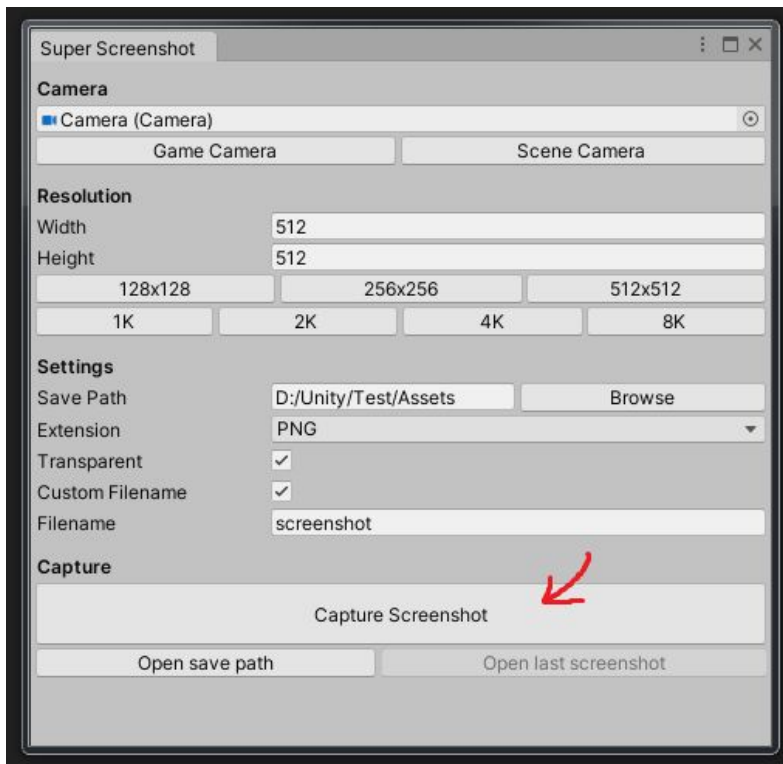 Super Screenshot
Camera
Camera (Camera)
Game Camera Scene Camera
Resolution
Width 512
Height 512
128x128 256x256 512x512
1K 2K 4K 8K
Settings
Save Path D:/Unity/Test/Assets Browse
Extension PNG
Transparent
Custom Filename
Filename screenshot
Capture
Capture Screenshot
Open save path Open last screenshot